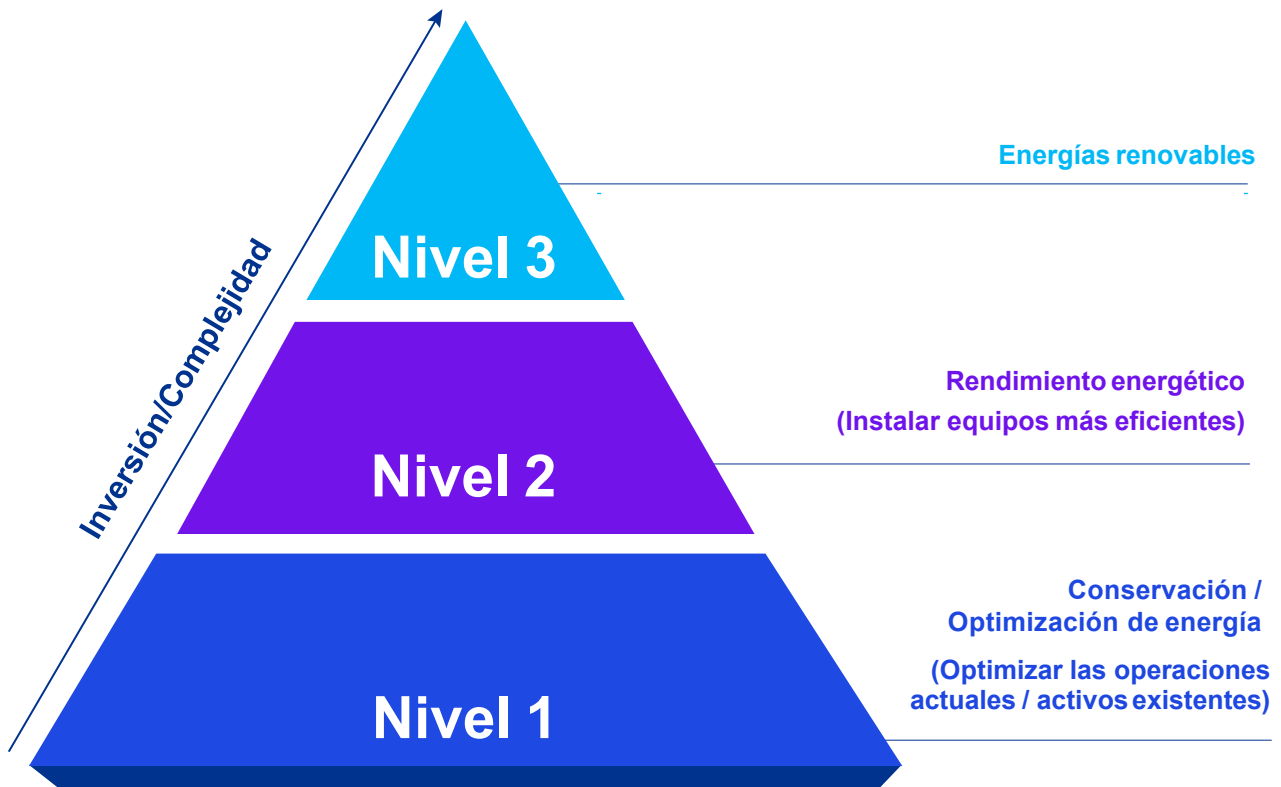 Energías renovables
Nivel 3
Inversión/Complejidad
Rendimiento energético
(Instalar equipos más eficientes)
Nivel 2
Conservación /
Optimización de energía
(Optimizar las operaciones
actuales / activos existentes)
Nivel 1